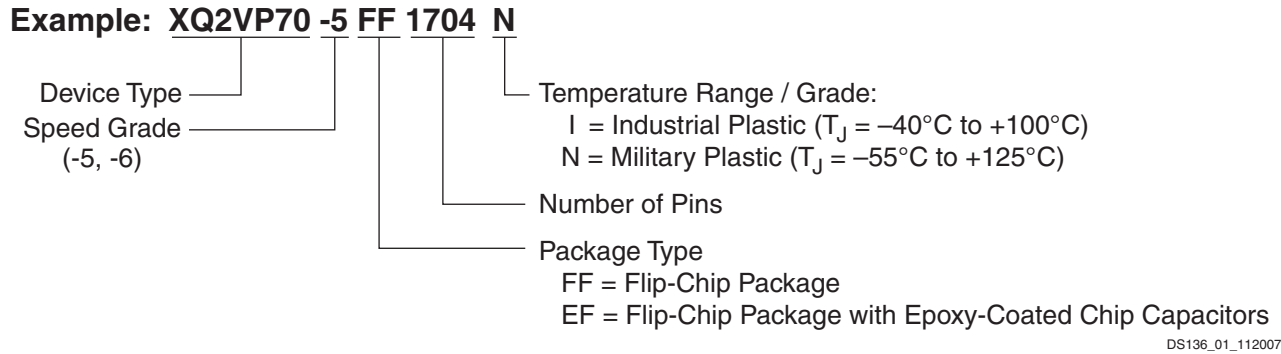 Example: XQ2VP70 -5 FF 1704 N
Device Type
Speed Grade
(-5, -6)
Temperature Range / Grade:
I = Industrial Plastic (TJ = –40°C to +100°C)
N = Military Plastic (TJ = –55°C to +125°C)
Number of Pins
Package Type
FF = Flip-Chip Package
EF = Flip-Chip Package with Epoxy-Coated Chip Capacitors
DS136_01_112007